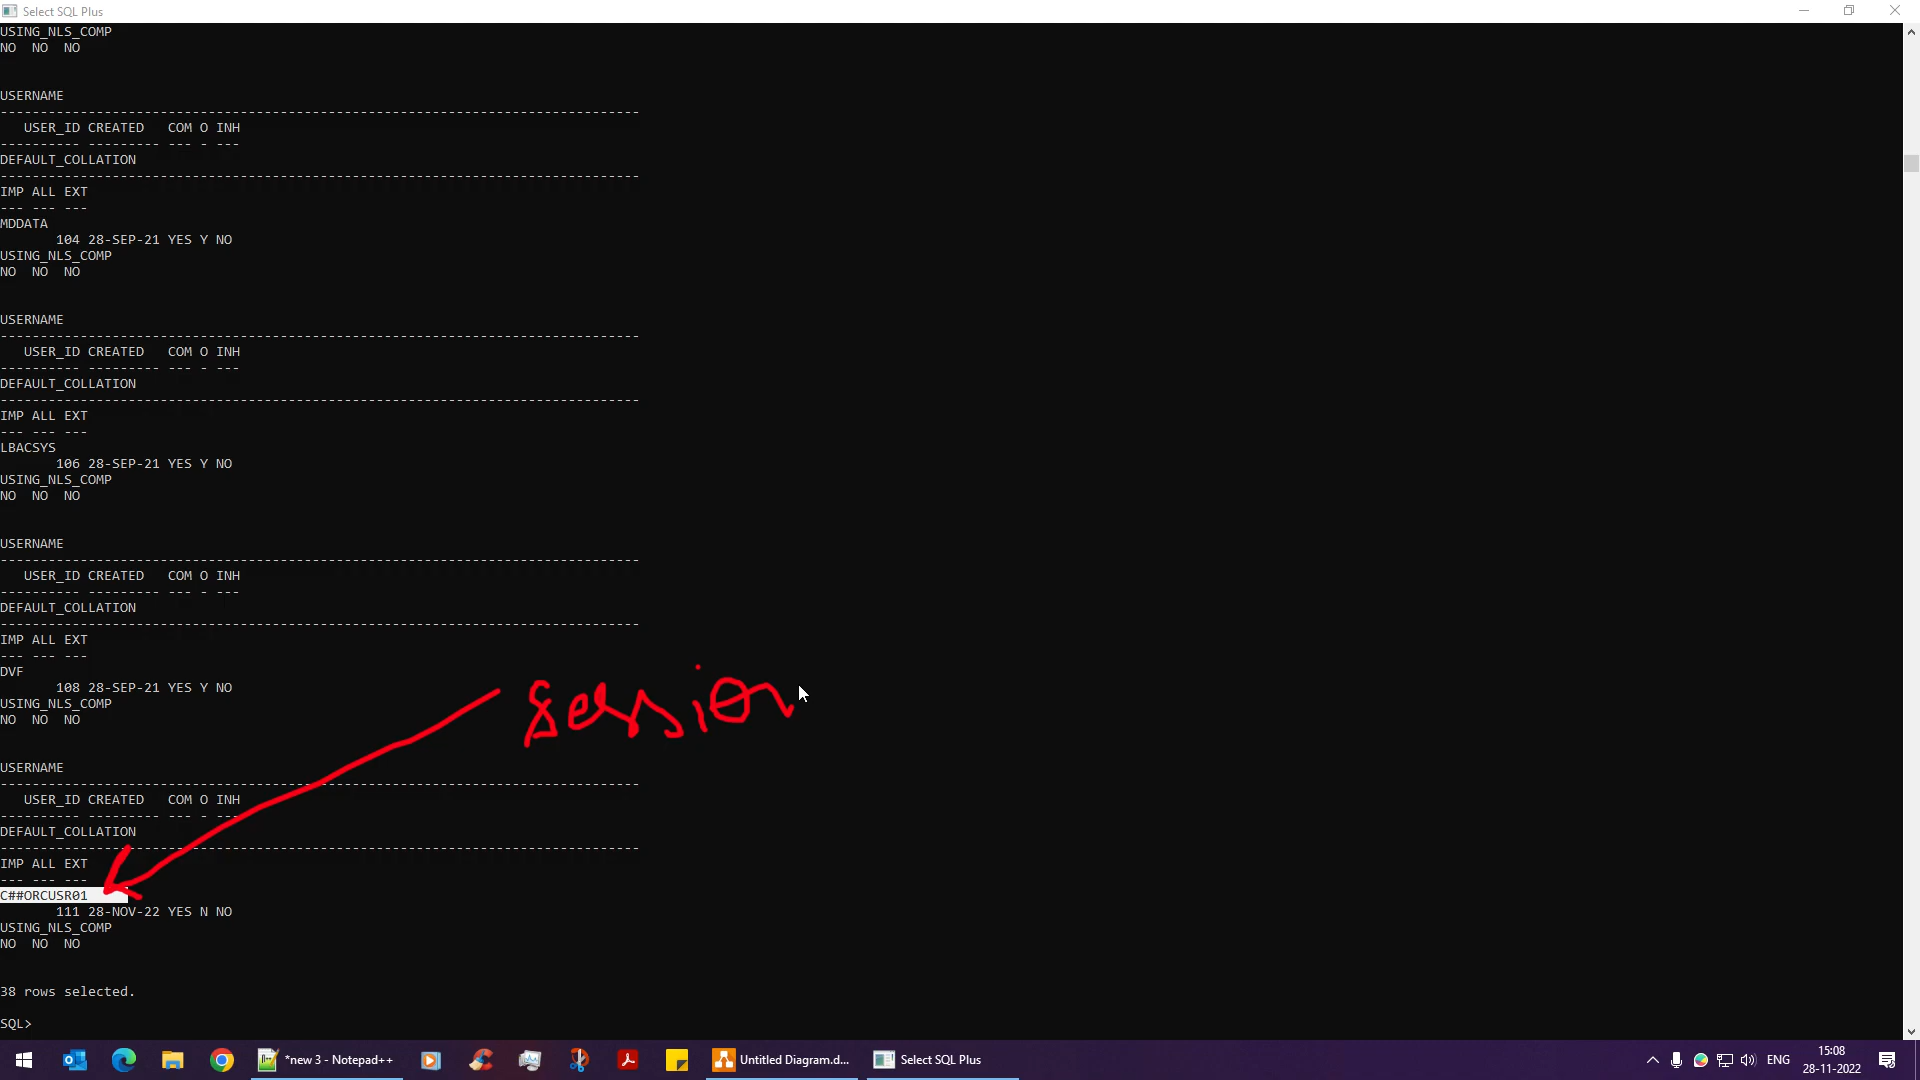 Select SQL Plus
USING_NLS_COMP
NO  NO  NO
USERNAME
--------------------------------------------------------------------------------
   USER_ID CREATED   COM O INH
---------- --------- --- - ---
DEFAULT_COLLATION
--------------------------------------------------------------------------------
IMP ALL EXT
--- --- ---
MDDATA
       104 28-SEP-21 YES Y NO
USING_NLS_COMP
NO  NO  NO
USERNAME
--------------------------------------------------------------------------------
   USER_ID CREATED   COM O INH
---------- --------- --- - ---
DEFAULT_COLLATION
--------------------------------------------------------------------------------
IMP ALL EXT
--- --- ---
LBACSYS
       106 28-SEP-21 YES Y NO
USING_NLS_COMP
NO  NO  NO
USERNAME
--------------------------------------------------------------------------------
   USER_ID CREATED   COM O INH
---------- --------- --- - ---
DEFAULT_COLLATION
--------------------------------------------------------------------------------
IMP ALL EXT
--- --- ---
DVF
       108 28-SEP-21 YES Y NO
USING_NLS_COMP
NO  NO  NO
session
USERNAME
--------------------------------------------------------------------------------
   USER_ID CREATED   COM O INH
---------- --------- --- - ---
DEFAULT_COLLATION
--------------------------------------------------------------------------------
IMP ALL EXT
--- --- ---
C##ORCUSR01
       111 28-NOV-22 YES N NO
USING_NLS_COMP
NO  NO  NO
38 rows selected.
SQL>
*new 3 - Notepad++
Untitled Diagram.d...
Select SQL Plus
ENG
15:08
28-11-2022